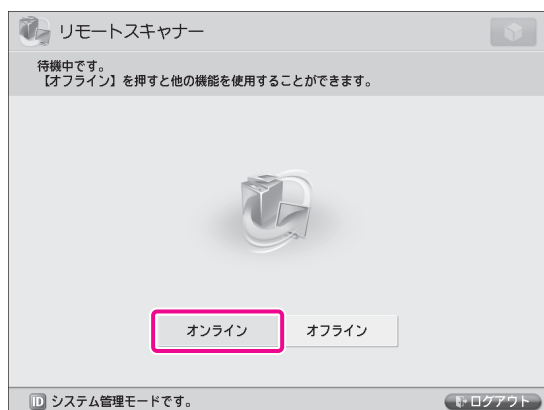 リモートスキャナー
待機中です。
【オフライン】を押すと他の機能を使用することができます。
オンライン
オフライン
ID システム管理モードです。
ログアウト